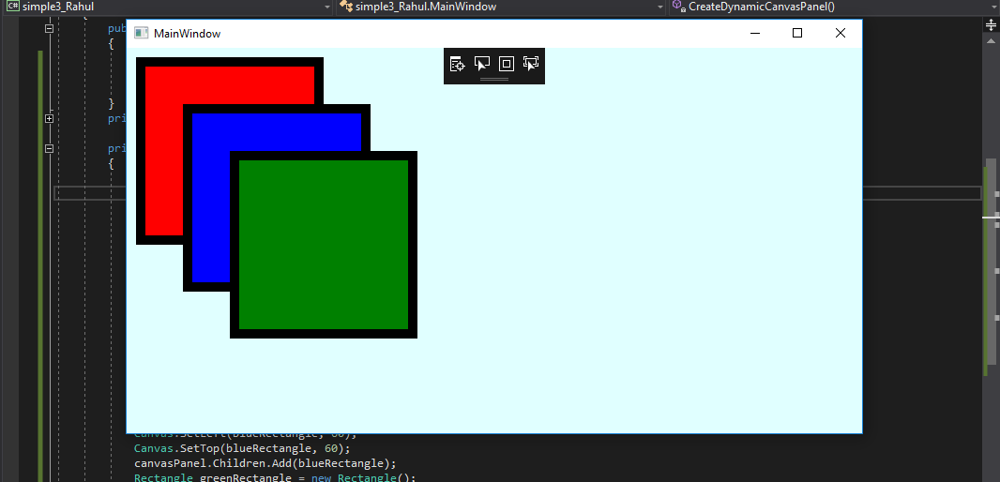 C# simple3_Rahul simple3_Rahul.MainWindow CreateDynamicCanvasPanel()
{
pub
MainWindow
{
}
pri
pri
{
Canvas.SetLeft(blueRectangle, 60);
Canvas.SetTop(blueRectangle, 60);
canvasPanel.Children.Add(blueRectangle);
Rectangle greenRectangle = new Rectangle();